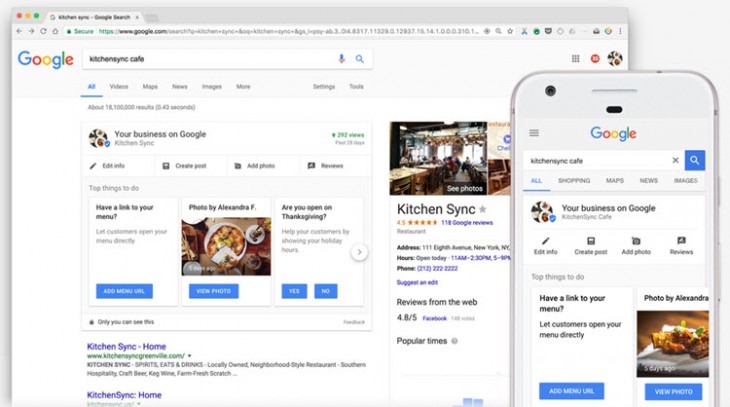 kitchen sync - Google Search
Secure
https://www.google.com/search?q=kitchen+sync+&oq=kitchen+sync+&gs_l=psy-ab.3..0l4.8317.11329.0.12937.15.14.1.0.0.0.310.1
Google
kitchensync cafe
All Videos Maps News Images More Settings Tools
About 18,100,000 results (0.43 seconds)
Your business on Google
Kitchen Sync
292 views
Past 28 days
Edit info Create post Add photo Reviews
Top things to do
Have a link to your menu?
Let customers open your menu directly
ADD MENU URL
Photo by Alexandra F.
5 days ago
VIEW PHOTO
Are you open on Thanksgiving?
Help your customers by showing your holiday hours.
YES NO
Only you can see this
Feedback
Kitchen Sync - Home
www.kitchensyncgreenville.com/
KITCHEN SYNC - SPIRITS, EATS & DRINKS - Locally Owned, Neighborhood-Style Restaurant - Southern
Hospitality, Craft Beer, Keg Wine, Farm-Fresh Scratch ...
KitchenSync: Home
kitchensync.us/
See photos
Kitchen Sync
4.5 118 Google reviews
Restaurant
Address: 111 Eighth Avenue, New York, NY,
Hours: Open today · 11AM–2:30PM, 5–9P
Phone: (212) 222-2222
Suggest an edit
Reviews from the web
4.8/5 Facebook · 148 voted
Popular times
Google
kitchensync cafe
ALL SHOPPING MAPS NEWS IMAGES
Your business on Google
KitchenSync Cafe
Edit info Create post Add photo Reviews
Top things to do
Have a link to your
menu?
Let customers open your
menu directly
ADD MENU URL
Photo by Alexandra
5 days ago
VIEW PHOTO